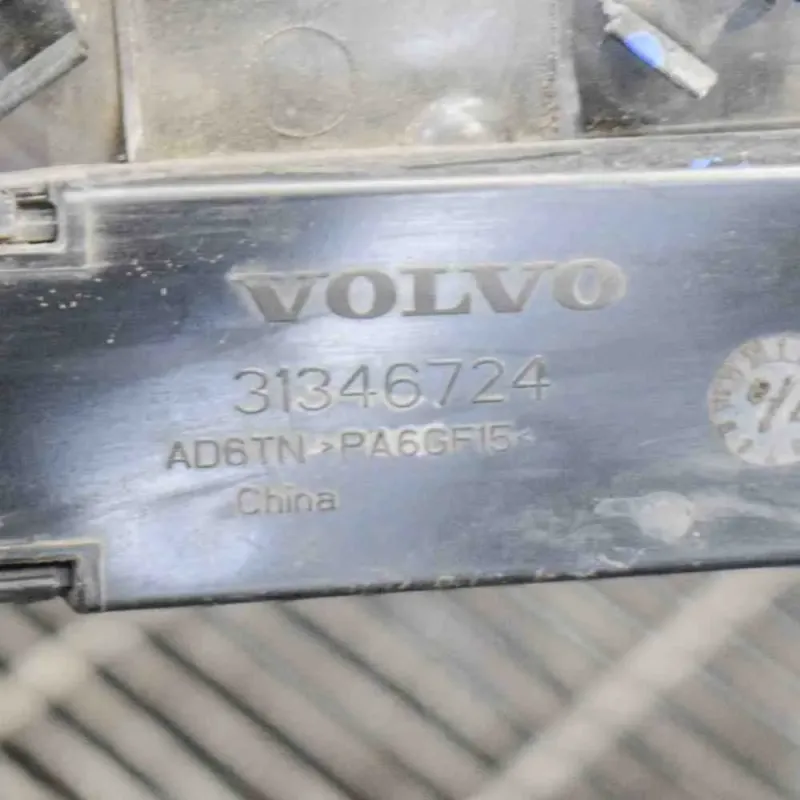 VOLVO
31346724
AD6TN >PA6GF15<
China